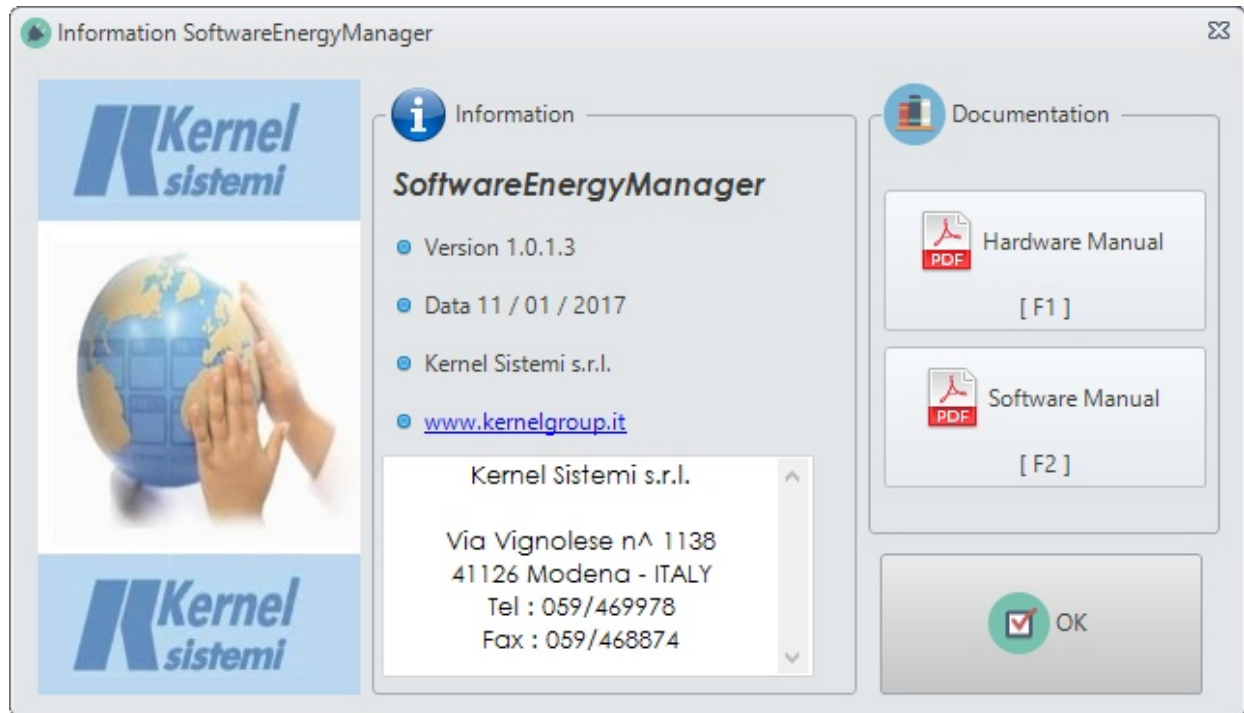 Information SoftwareEnergyManager
Kernel
sistemi
Kernel
sistemi
Information
SoftwareEnergyManager
Version 1.0.1.3
Data 11 / 01 / 2017
Kernel Sistemi s.r.l.
www.kernelgroup.it
Kernel Sistemi s.r.l.
Via Vignolese n^ 1138
41126 Modena - ITALY
Tel : 059/469978
Fax : 059/468874
Documentation
PDF
Hardware Manual
[ F1 ]
PDF
Software Manual
[ F2 ]
OK